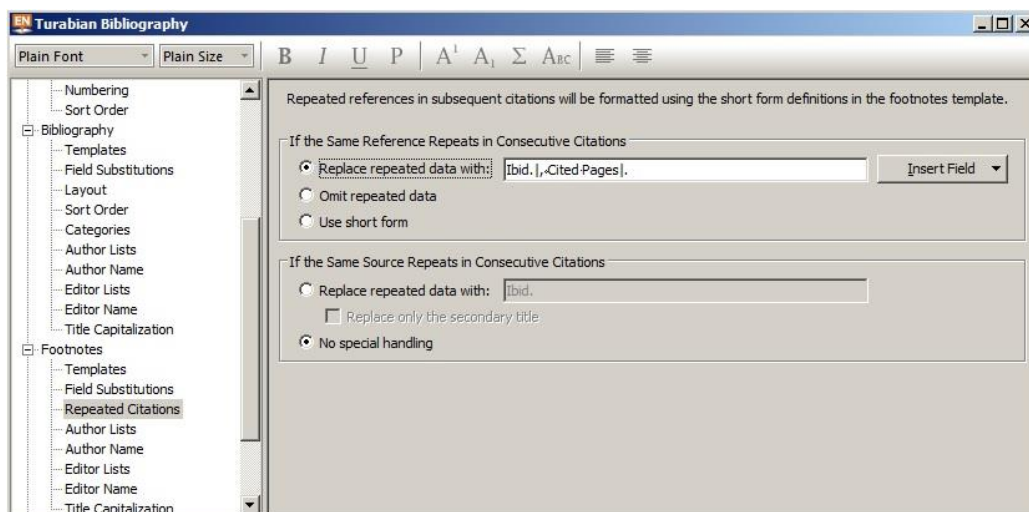 EN Turabian Bibliography
Plain Font Plain Size B I U P A¹ A₁ Σ ABC
Numbering
Sort Order
Bibliography
Templates
Field Substitutions
Layout
Sort Order
Categories
Author Lists
Author Name
Editor Lists
Editor Name
Title Capitalization
Footnotes
Templates
Field Substitutions
Repeated Citations
Author Lists
Author Name
Editor Lists
Editor Name
Title Capitalization
Repeated references in subsequent citations will be formatted using the short form definitions in the footnotes template.
If the Same Reference Repeats in Consecutive Citations
Replace repeated data with: Ibid.|,·Cited·Pages|. Insert Field
Omit repeated data
Use short form
If the Same Source Repeats in Consecutive Citations
Replace repeated data with: Ibid.
Replace only the secondary title
No special handling